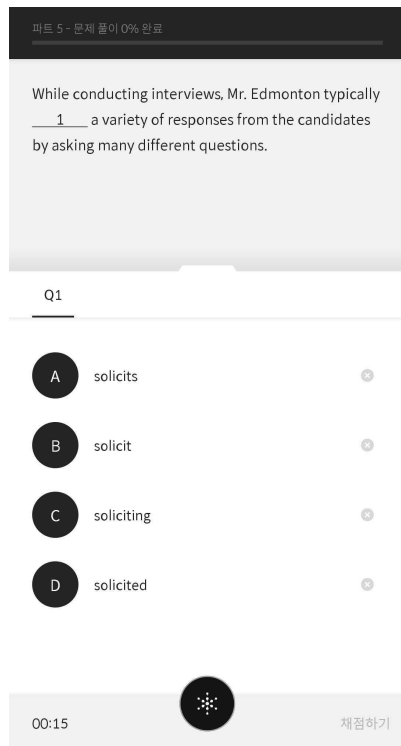 파트 5 - 문제 풀이 0% 완료
While conducting interviews, Mr. Edmonton typically
1 a variety of responses from the candidates
by asking many different questions.
Q1
A solicits
B solicit
C soliciting
D solicited
00:15 채점하기